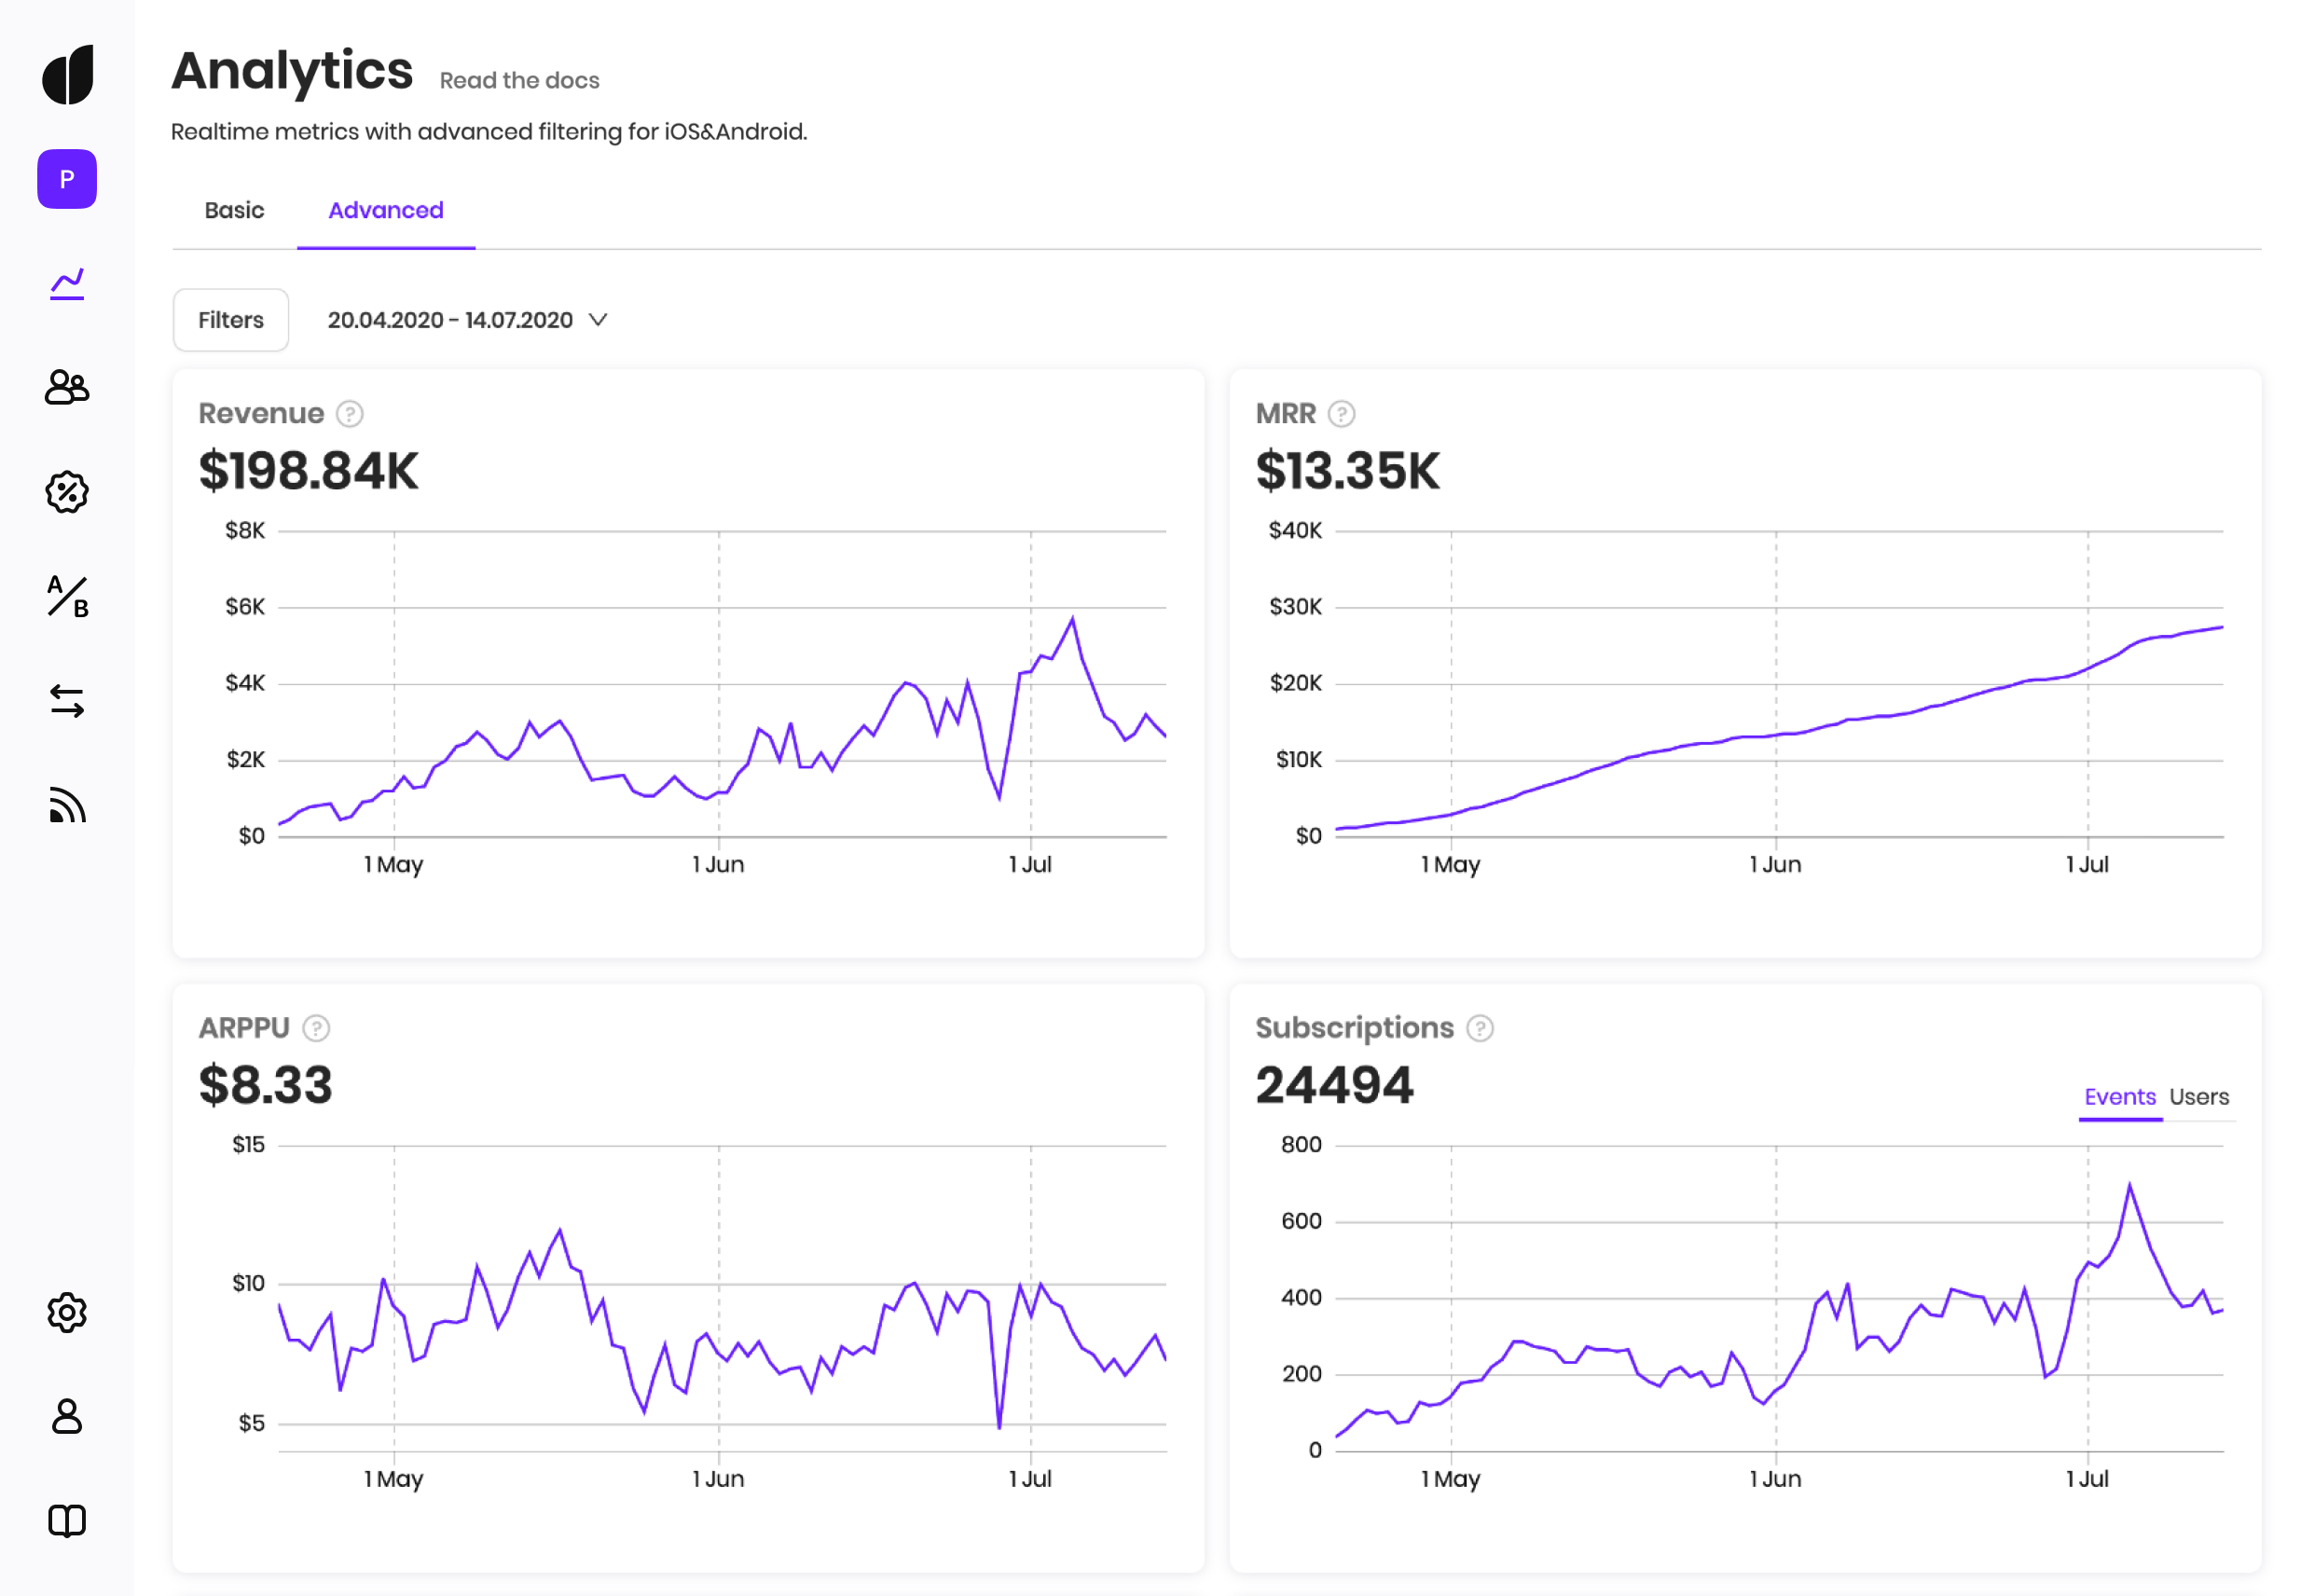 Analytics Read the docs
Realtime metrics with advanced filtering for iOS&Android.
P
Basic Advanced
Filters 20.04.2020 - 14.07.2020
A
B
Revenue ?
$198.84K
$8K
$6K
$4K
$2K
$0
1 May 1 Jun 1 Jul
MRR ?
$13.35K
$40K
$30K
$20K
$10K
$0
1 May 1 Jun 1 Jul
ARPPU ?
$8.33
$15
$10
$5
1 May 1 Jun 1 Jul
Subscriptions ?
24494
Events Users
800
600
400
200
0
1 May 1 Jun 1 Jul